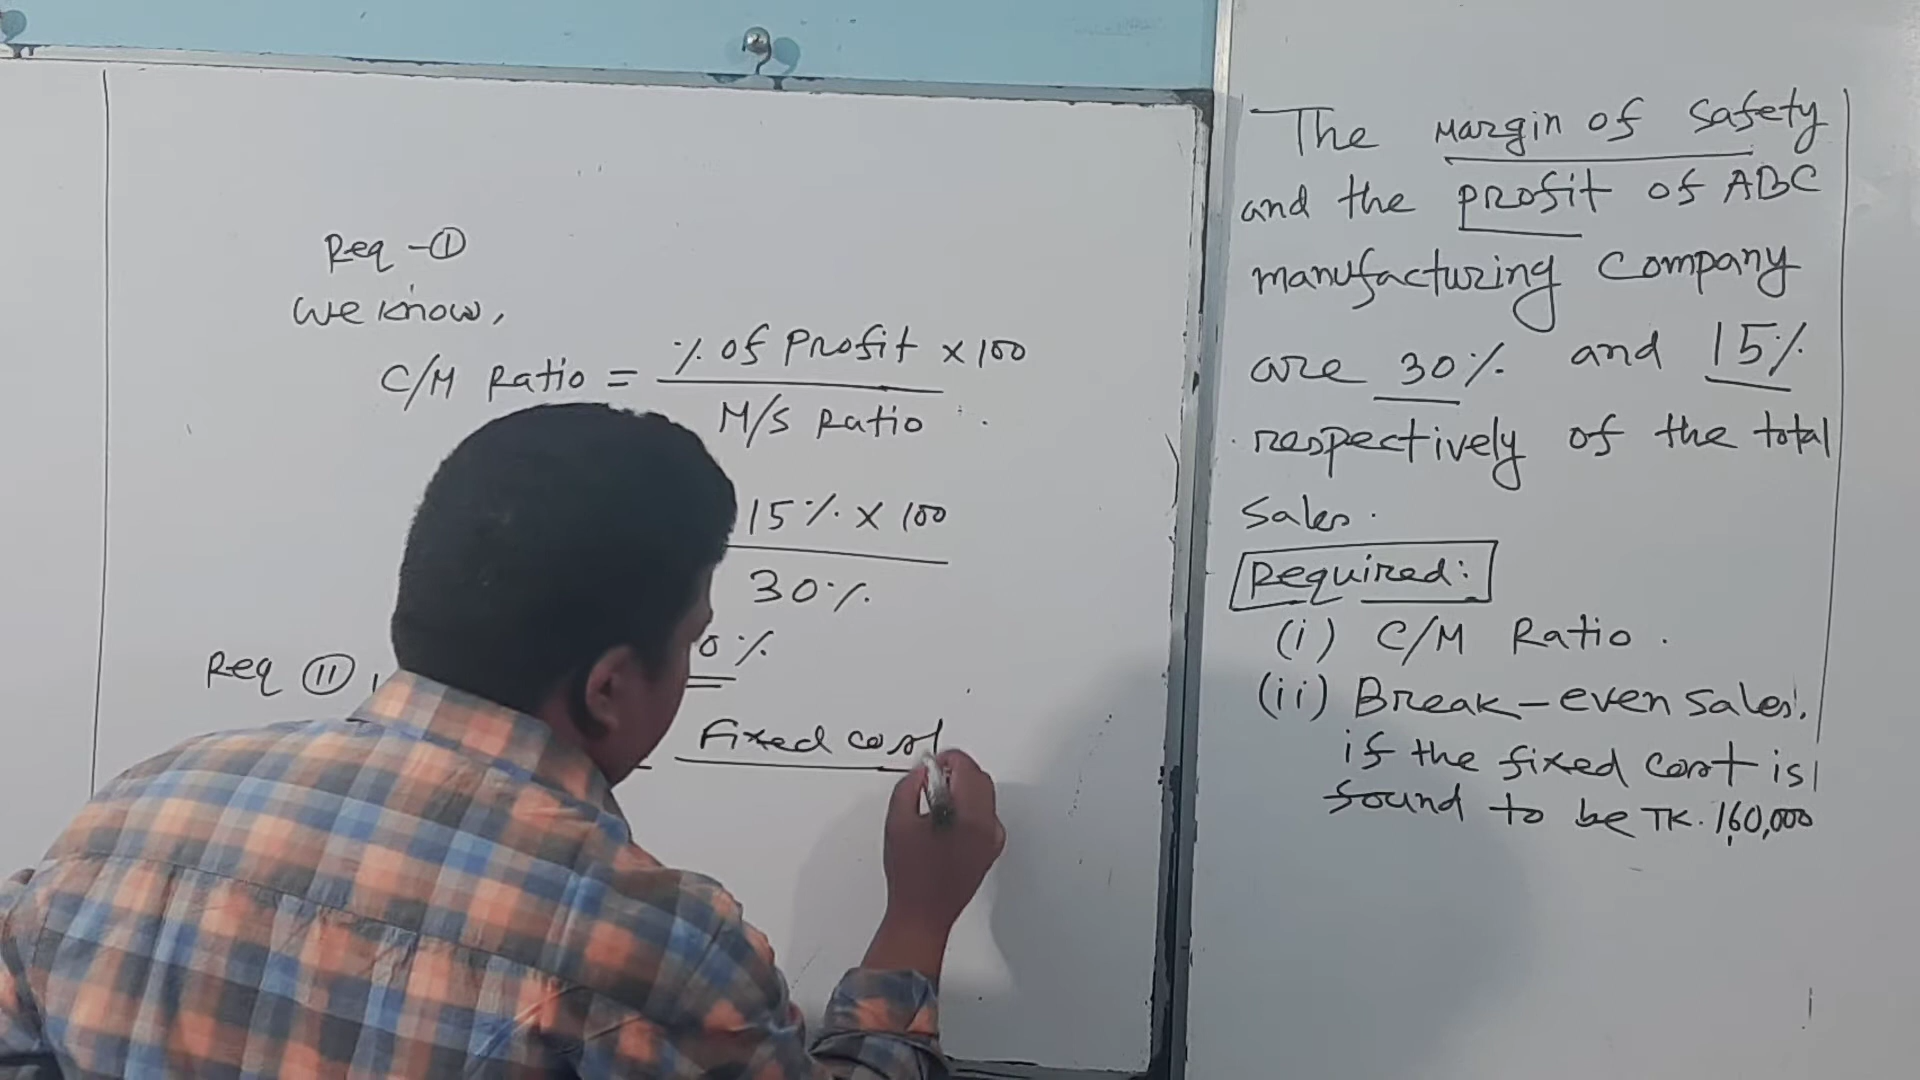 Req -①
We know,
C/M Ratio = % of Profit × 100
M/S Ratio
15% × 100
30%
0%
Req ⑪
Fixed cost
The Margin of Safety
and the profit of ABC
manufacturing Company
are 30% and 15%
respectively of the total
Sales.
Required:
(i) C/M Ratio.
(ii) Break-even Sales.
if the fixed cost is
found to be TK. 160,000